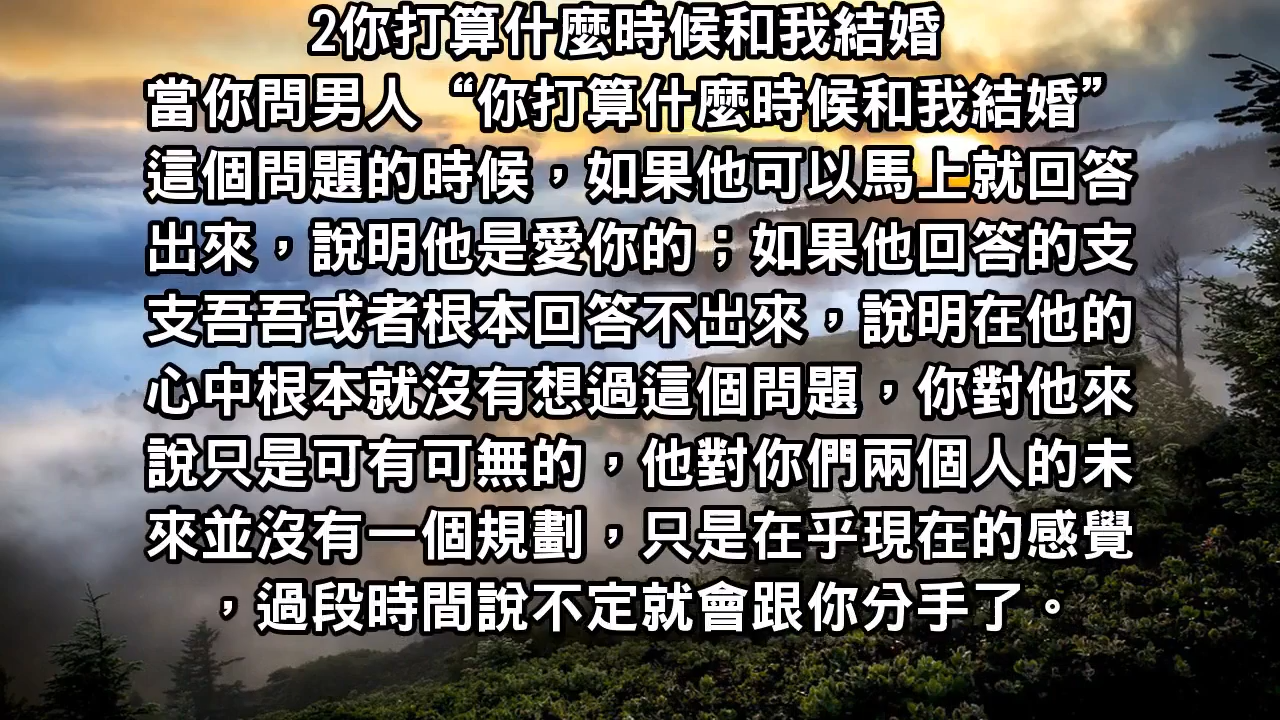 2你打算什麼時候和我結婚
當你問男人“你打算什麼時候和我結婚”
這個問題的時候，如果他可以馬上就回答
出來，說明他是愛你的；如果他回答的支
支吾吾或者根本回答不出來，說明在他的
心中根本就沒有想過這個問題，你對他來
說只是可有可無的，他對你們兩個人的未
來並沒有一個規劃，只是在乎現在的感覺
，過段時間說不定就會跟你分手了。